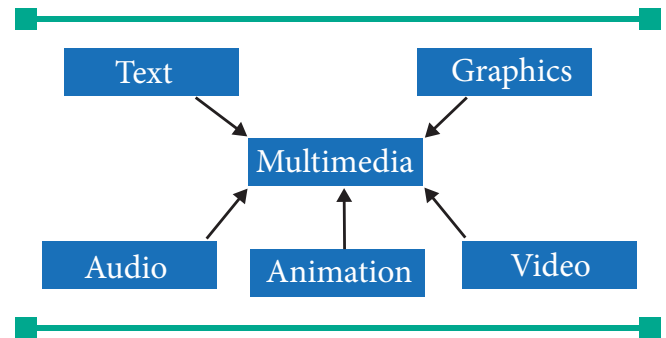 Text
Graphics
Multimedia
Audio
Animation
Video